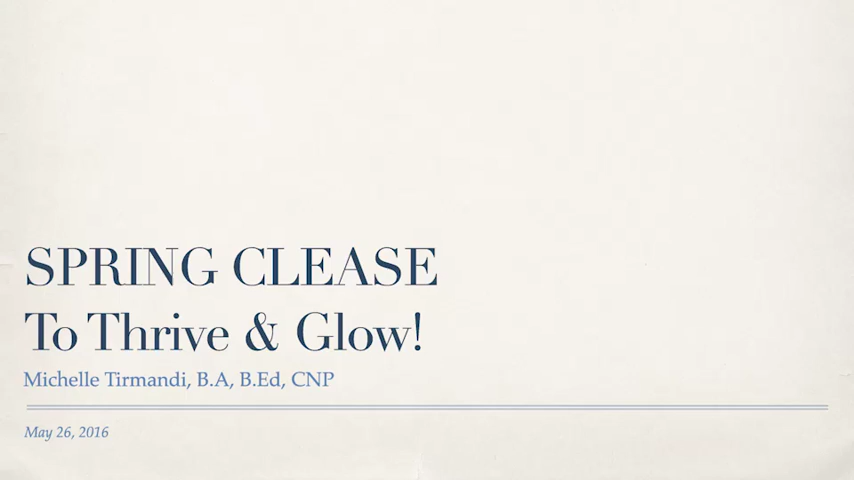 SPRING CLEASE
To Thrive & Glow!
Michelle Tirmandi, B.A, B.Ed, CNP
May 26, 2016